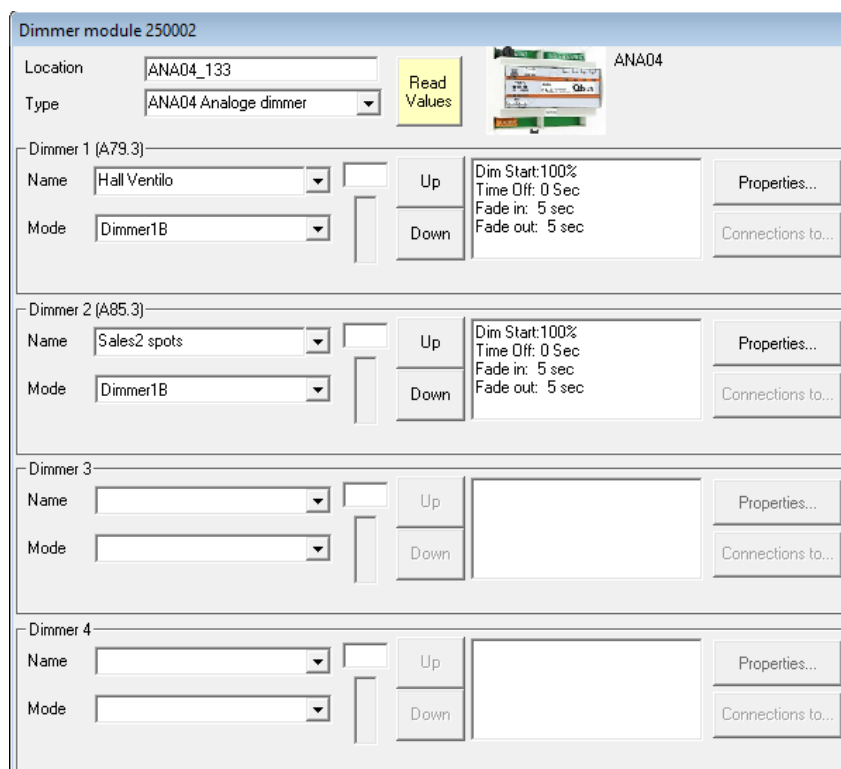 Dimmer module 250002
Location ANA04_133 Read Values ANA04
Type ANA04 Analoge dimmer
Qbus
Dimmer 1 (A79.3)
Name Hall Ventilo Up Dim Start:100% Properties...
Time Off: 0 Sec
Fade in: 5 sec
Mode Dimmer1B Down Fade out: 5 sec Connections to...
Dimmer 2 (A85.3)
Name Sales2 spots Up Dim Start:100% Properties...
Time Off: 0 Sec
Fade in: 5 sec
Mode Dimmer1B Down Fade out: 5 sec Connections to...
Dimmer 3
Name Up Properties...
Mode Down Connections to...
Dimmer 4
Name Up Properties...
Mode Down Connections to...